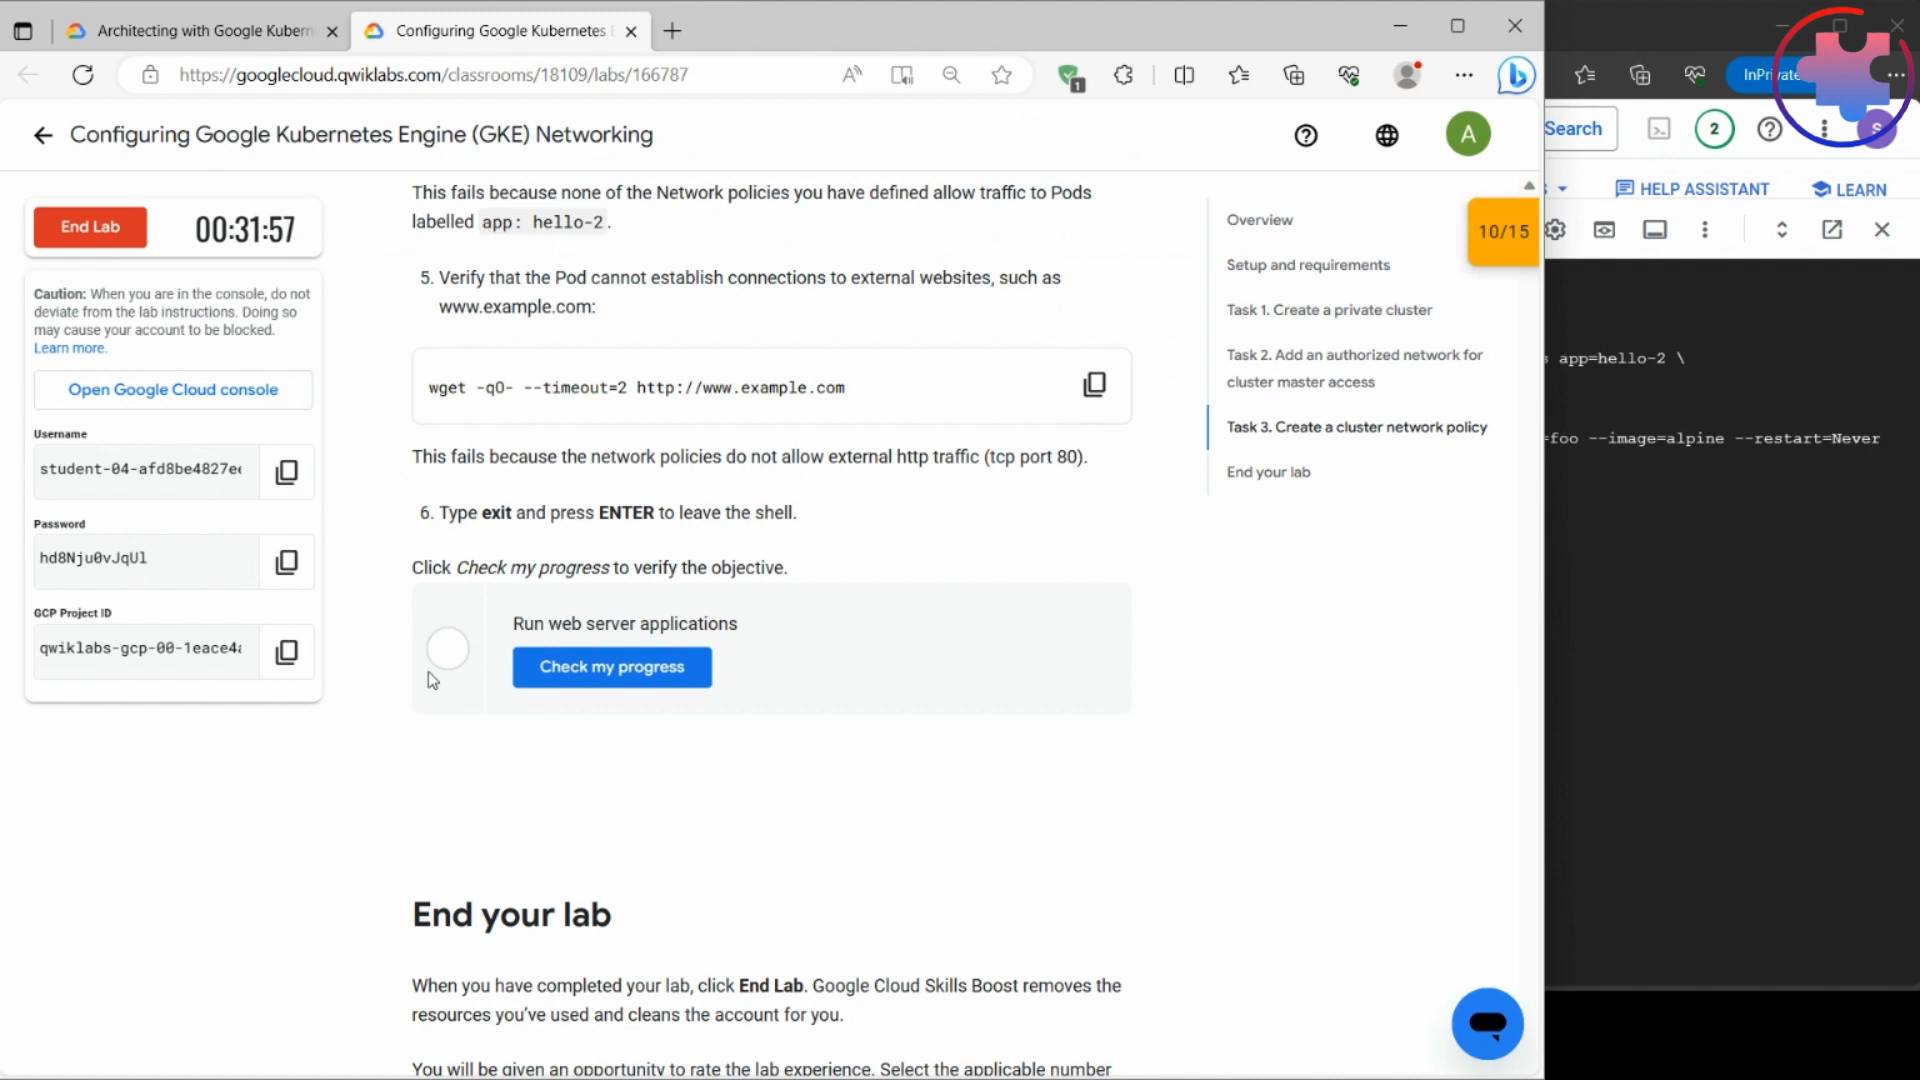 Architecting with Google Kubern
Configuring Google Kubernetes E
https://googlecloud.qwiklabs.com/classrooms/18109/labs/166787
1
InPrivate
Configuring Google Kubernetes Engine (GKE) Networking
A
Search
2
S
HELP ASSISTANT
LEARN
End Lab
00:31:57
Caution: When you are in the console, do not
deviate from the lab instructions. Doing so
may cause your account to be blocked.
Learn more.
Open Google Cloud console
Username
student-04-afd8be4827e
Password
hd8Nju0vJqUl
GCP Project ID
qwiklabs-gcp-00-1eace4
This fails because none of the Network policies you have defined allow traffic to Pods
labelled app: hello-2.
5. Verify that the Pod cannot establish connections to external websites, such as
www.example.com:
wget -qO- --timeout=2 http://www.example.com
This fails because the network policies do not allow external http traffic (tcp port 80).
6. Type exit and press ENTER to leave the shell.
Click Check my progress to verify the objective.
Run web server applications
Check my progress
End your lab
When you have completed your lab, click End Lab. Google Cloud Skills Boost removes the
resources you've used and cleans the account for you.
You will be given an opportunity to rate the lab experience. Select the applicable number
Overview
Setup and requirements
Task 1. Create a private cluster
Task 2. Add an authorized network for
cluster master access
Task 3. Create a cluster network policy
End your lab
10/15
s app=hello-2 \
=foo --image=alpine --restart=Never